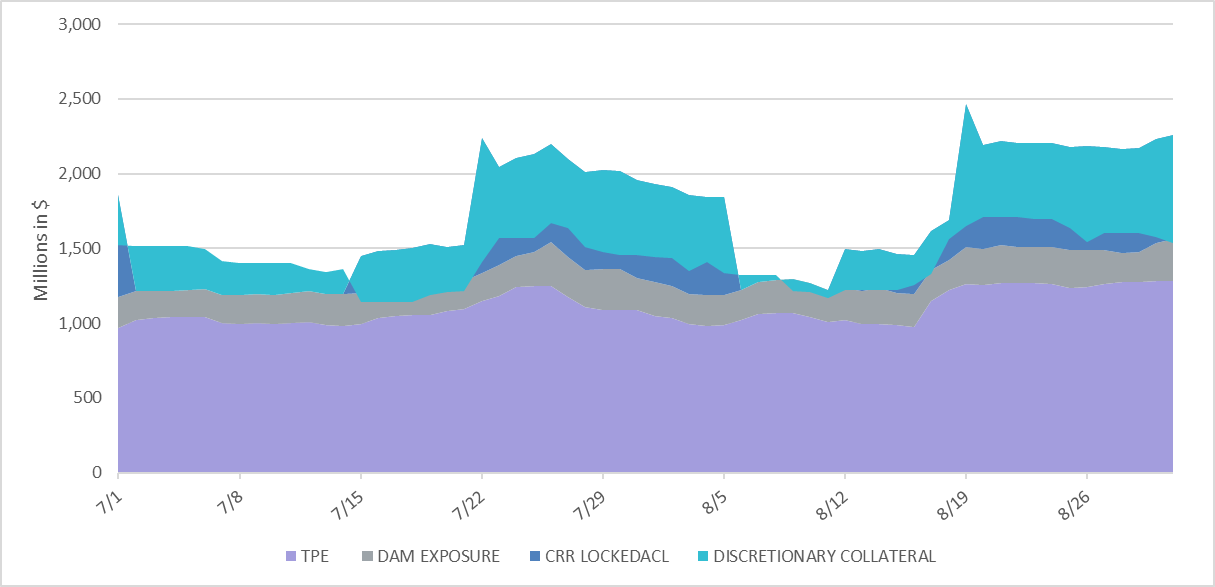 3,000
2,500
2,000
1,500
1,000
500
0
Millions in $
7/1 7/8 7/15 7/22 7/29 8/5 8/12 8/19 8/26
TPE DAM EXPOSURE CRR LOCKEDACL DISCRETIONARY COLLATERAL